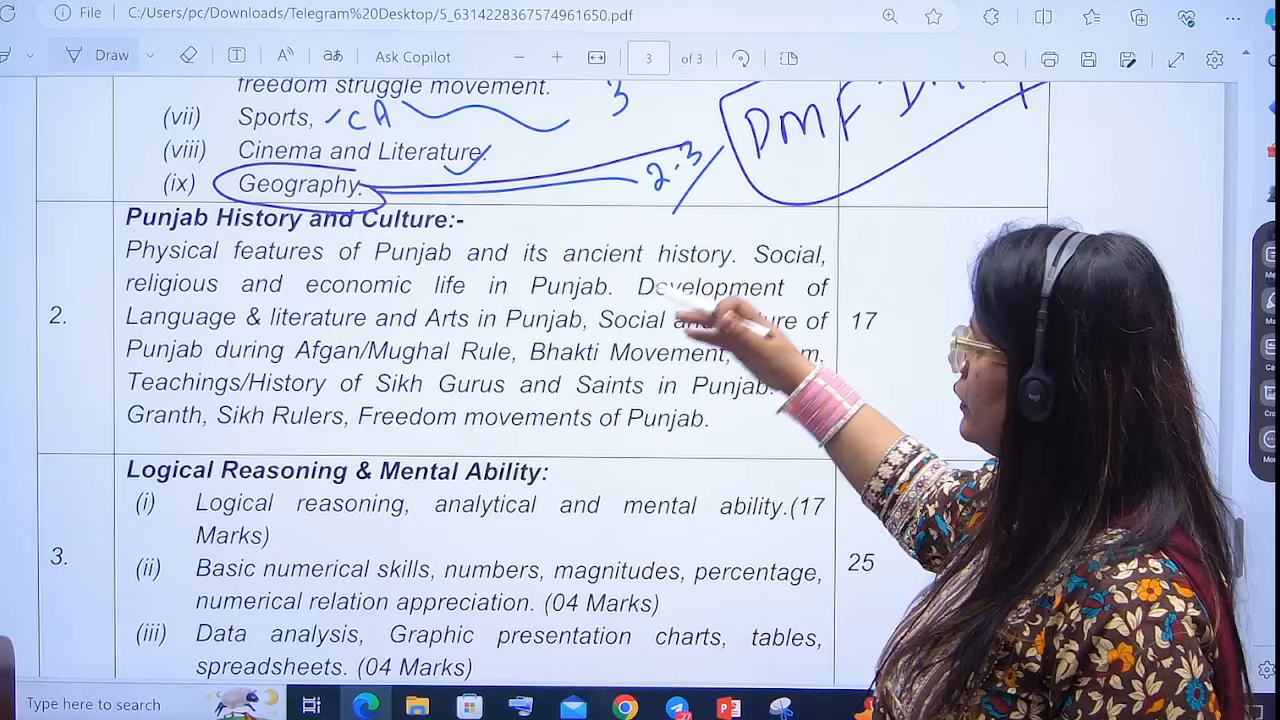 File
C:/Users/pc/Downloads/Telegram%20Desktop/5_6314228367574961650.pdf
Draw
Ask Copilot
3
of 3
freedom struggle movement.
3
(vii) Sports,
CA
DMF
(viii) Cinema and Literature.
2.3
(ix) Geography.
Punjab History and Culture:-
Physical features of Punjab and its ancient history. Social,
religious and economic life in Punjab. Development of
2.
Language & literature and Arts in Punjab, Social
of
17
Punjab during Afgan/Mughal Rule, Bhakti Movement,
Teachings/History of Sikh Gurus and Saints in Punjab.
Granth, Sikh Rulers, Freedom movements of Punjab.
Logical Reasoning & Mental Ability:
(i) Logical reasoning, analytical and mental ability.(17
Marks)
3.
25
(ii) Basic numerical skills, numbers, magnitudes, percentage,
numerical relation appreciation. (04 Marks)
(iii) Data analysis, Graphic presentation charts, tables,
spreadsheets. (04 Marks)
Type here to search